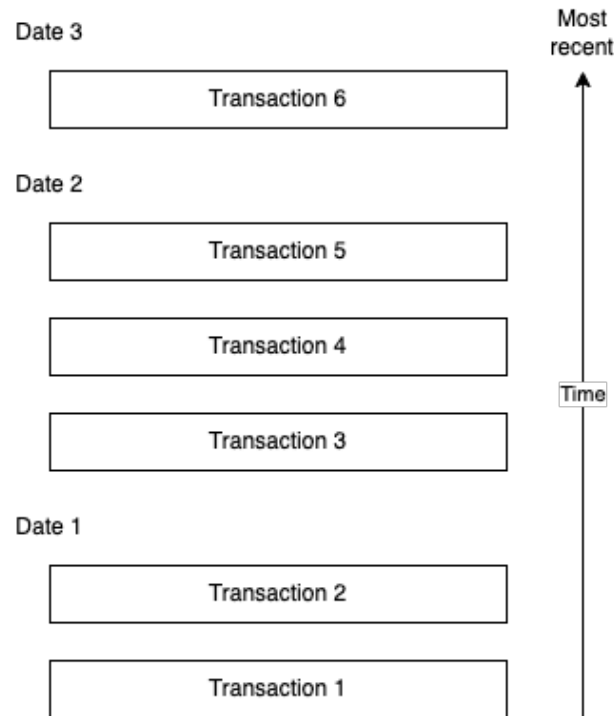 Date 3
Most
recent
Transaction 6
Date 2
Transaction 5
Transaction 4
Time
Transaction 3
Date 1
Transaction 2
Transaction 1